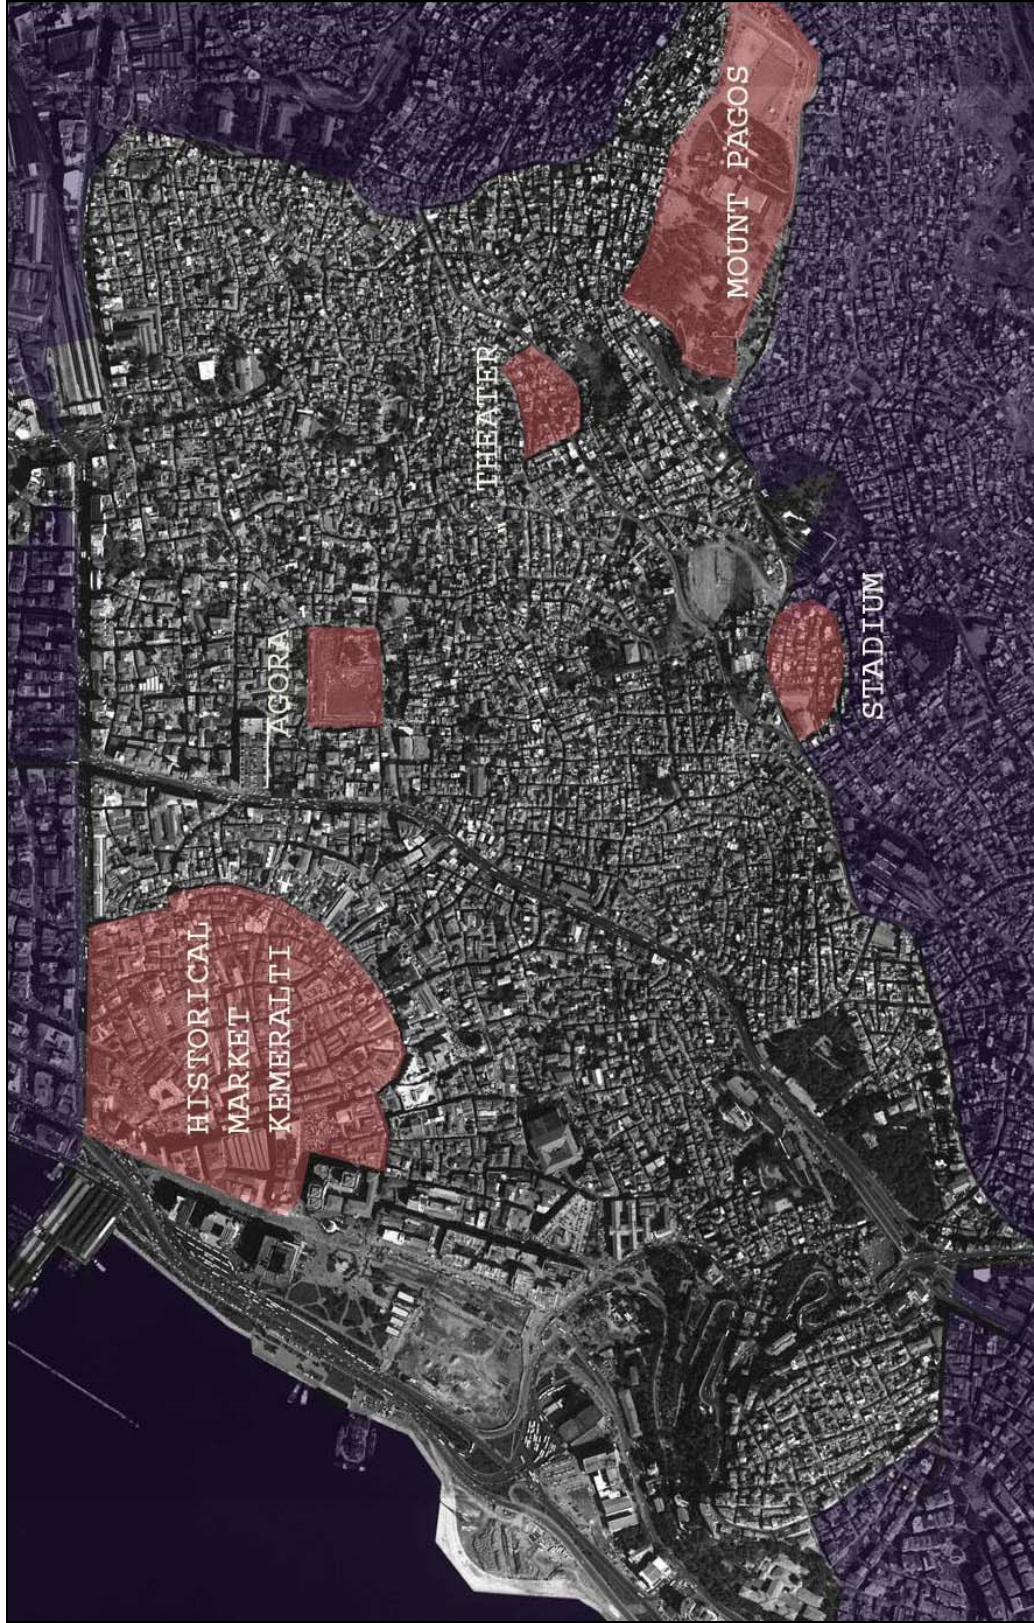 HISTORICAL
MARKET
KEMERALTI
AGORA
THEATER
STADIUM
MOUNT PAGOS